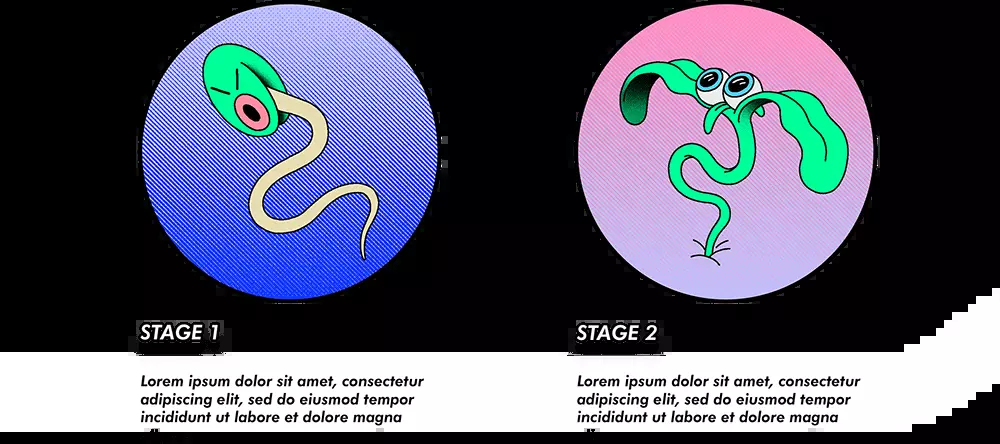 STAGE 1
Lorem ipsum dolor sit amet, consectetur
adipiscing elit, sed do eiusmod tempor
incididunt ut labore et dolore magna
STAGE 2
Lorem ipsum dolor sit amet, consectetur
adipiscing elit, sed do eiusmod tempor
incididunt ut labore et dolore magna